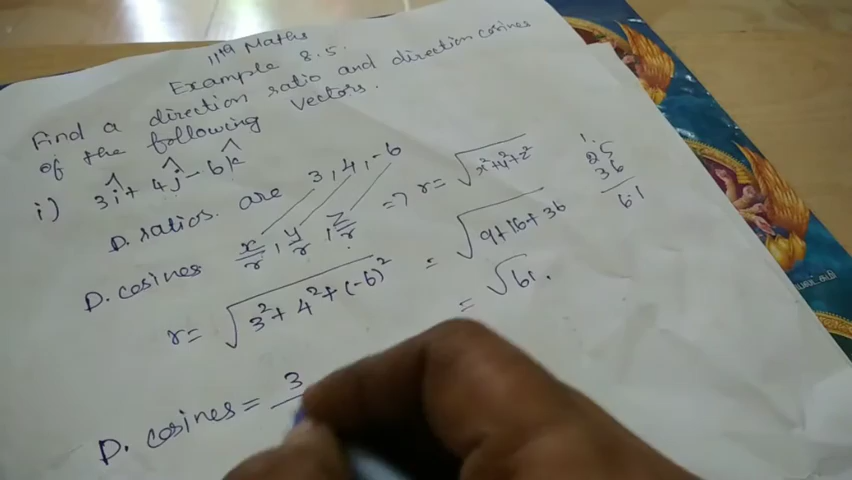 11th Maths
Example 8.5.
Find a direction ratio and direction cosines
of the following vectors.
i) 3î + 4ĵ - 6k̂
D. ratios are 3, 4, -6
D. cosines x/r, y/r, z/r => r = √(x²+y²+z²)
r = √(3² + 4² + (-6)²) = √(9+16+36)
= √61.
1.
25
36
61
D. cosines = 3